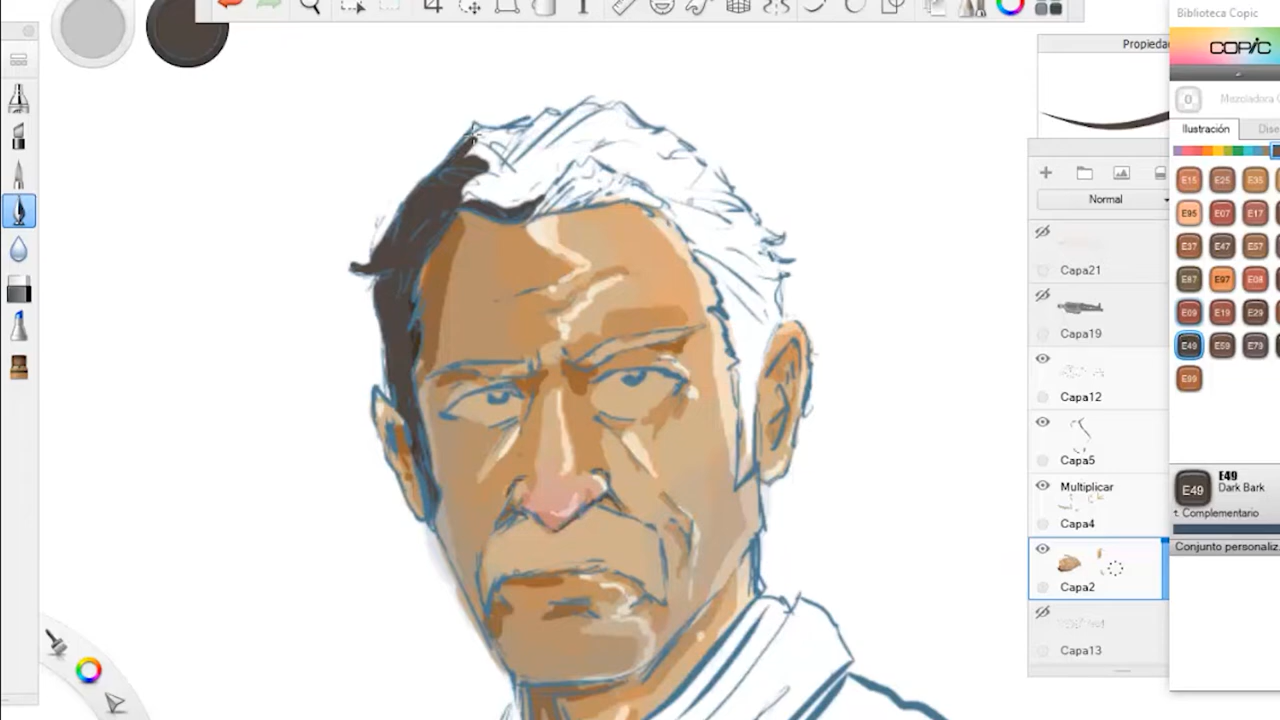 Biblioteca Copic
COPIC
Propiedad
Mezcladora C
Ilustración
Dise
Normal
E15 E25 E35
E95 E07 E17
E37 E47 E57
E87 E97 E08
E09 E19 E29
E49 E59 E79
E99
Capa21
Capa19
Capa12
Capa5
Multiplicar
Capa4
Capa2
Capa13
E49
E49
Dark Bark
t. Complementario
Conjunto personaliz.